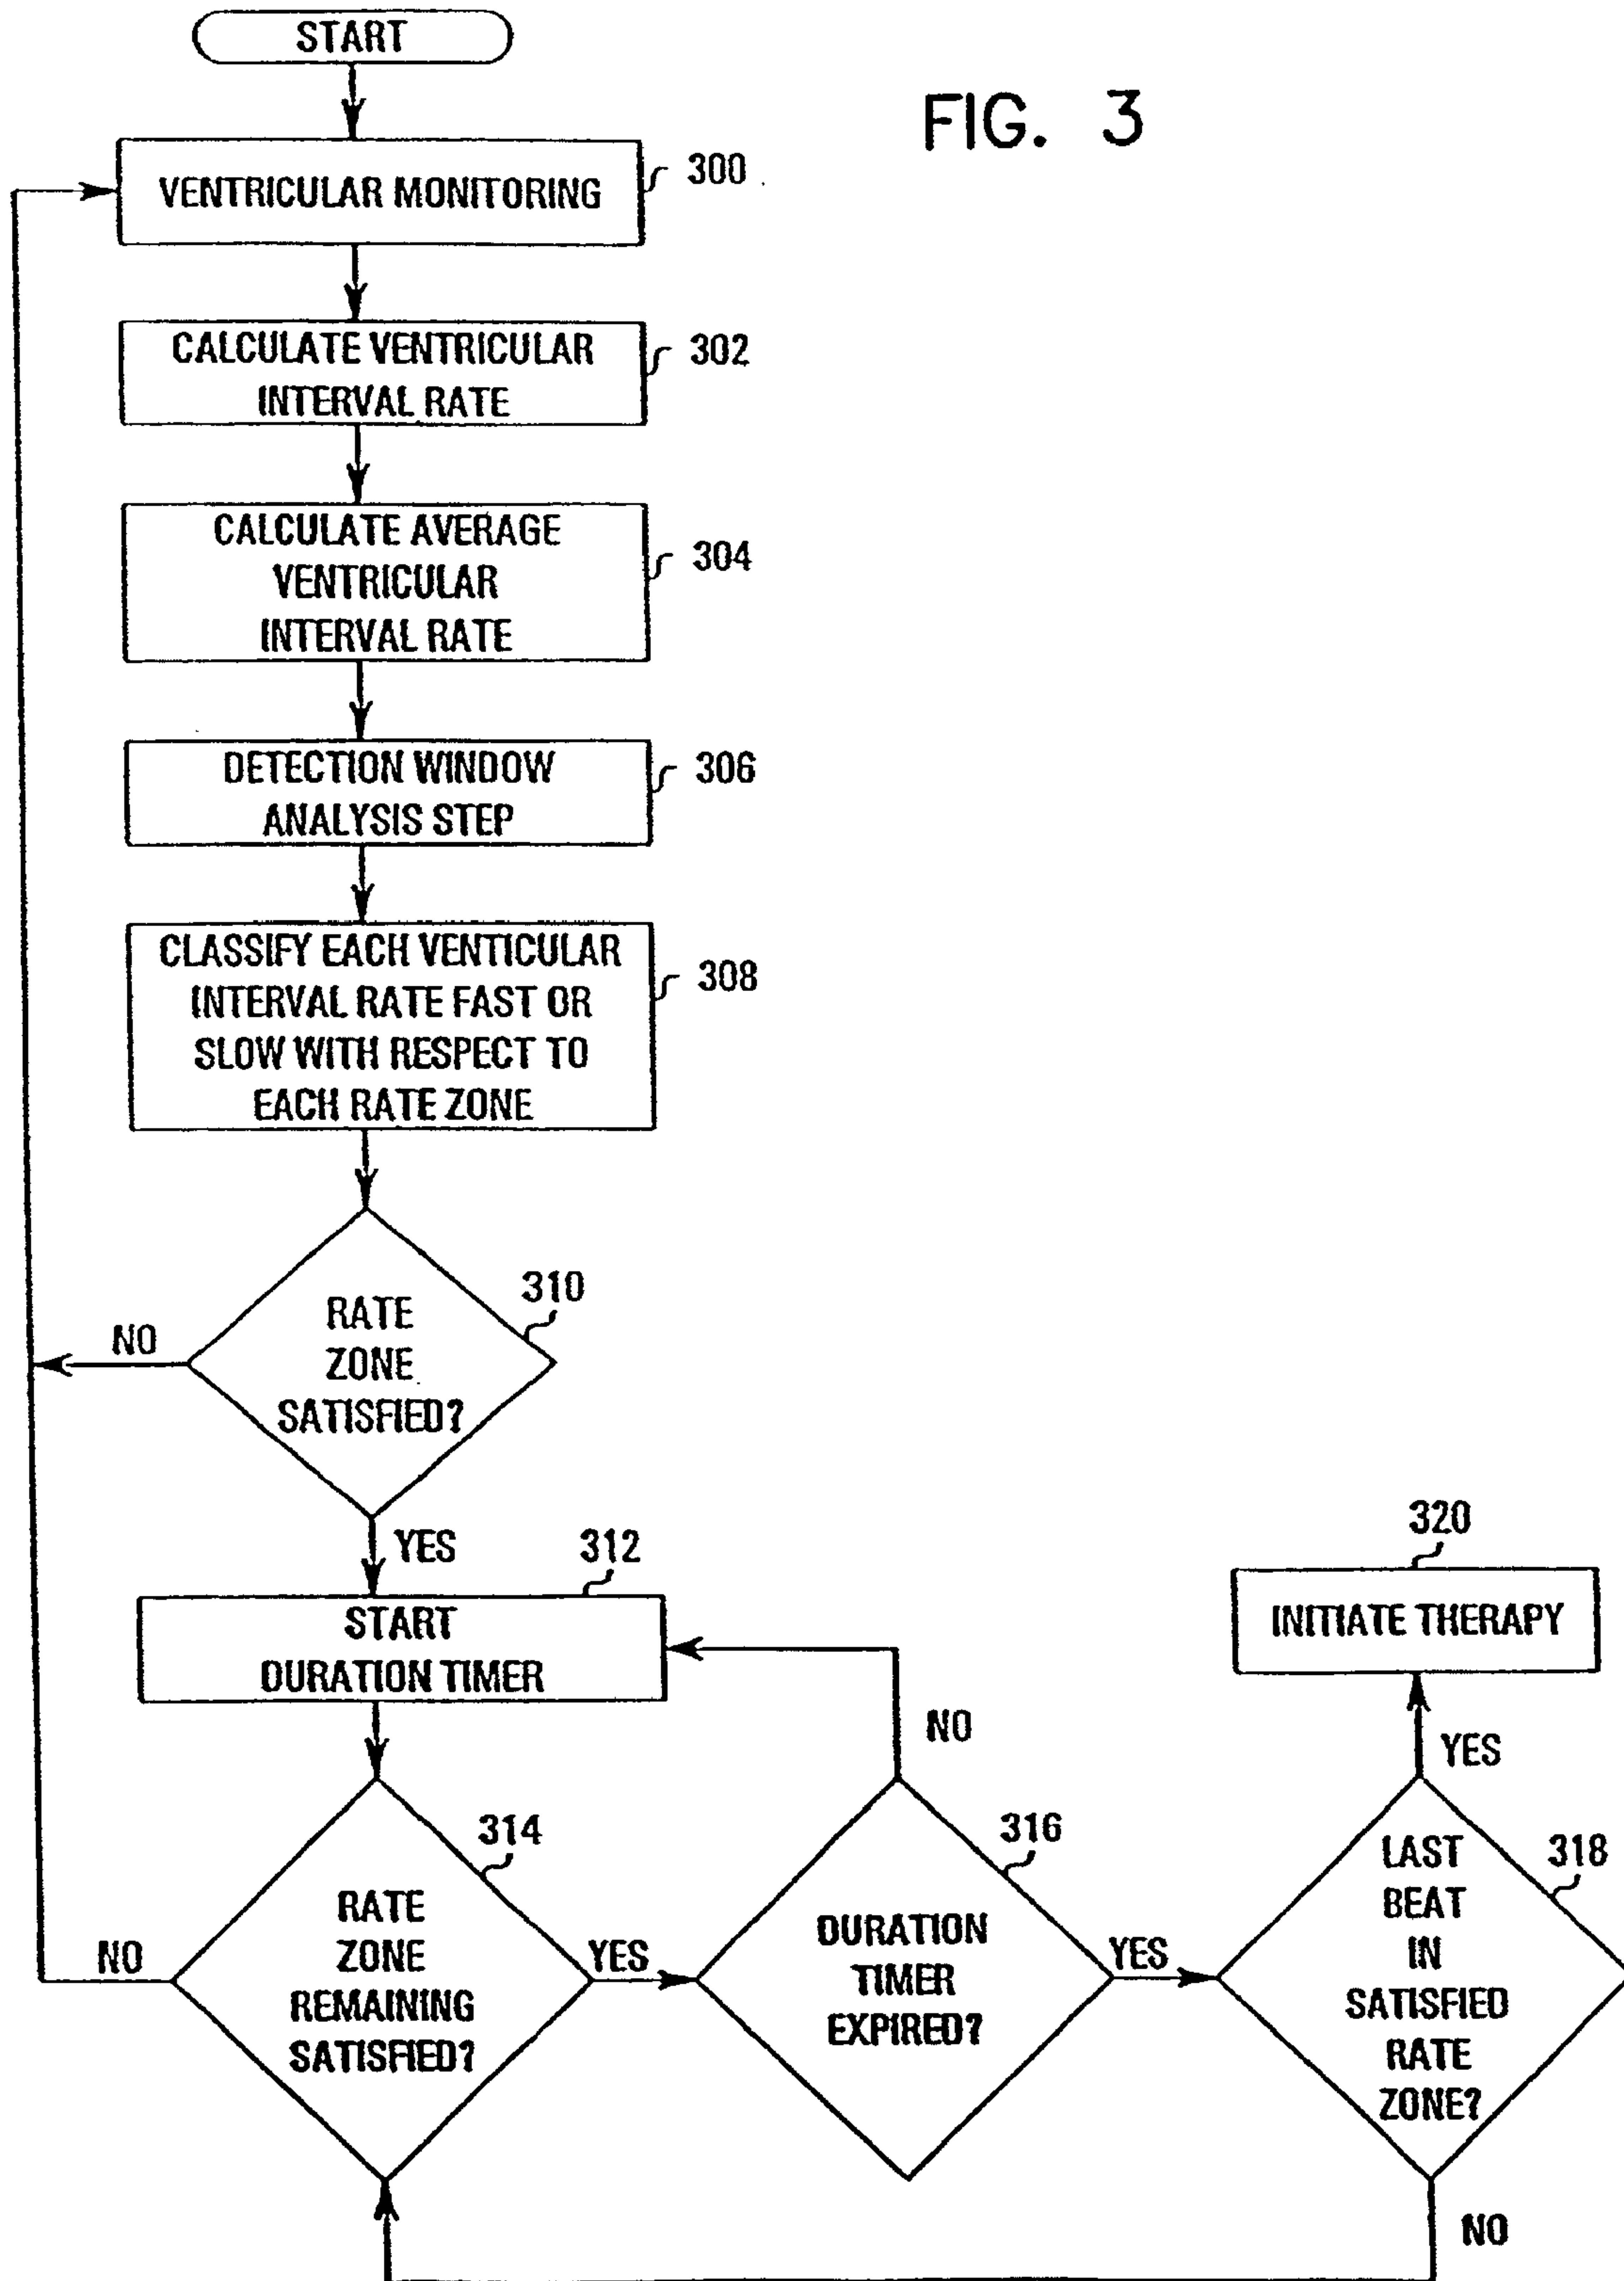 START
FIG. 3
VENTRICULAR MONITORING
300
CALCULATE VENTRICULAR
INTERVAL RATE
302
CALCULATE AVERAGE
VENTRICULAR
INTERVAL RATE
304
DETECTION WINDOW
ANALYSIS STEP
306
CLASSIFY EACH VENTICULAR
INTERVAL RATE FAST OR
SLOW WITH RESPECT TO
EACH RATE ZONE
308
RATE
ZONE
SATISFIED?
310
NO
YES
START
DURATION TIMER
312
RATE
ZONE
REMAINING
SATISFIED?
314
NO
YES
DURATION
TIMER
EXPIRED?
316
NO
YES
LAST
BEAT
IN
SATISFIED
RATE
ZONE?
318
YES
NO
INITIATE THERAPY
320